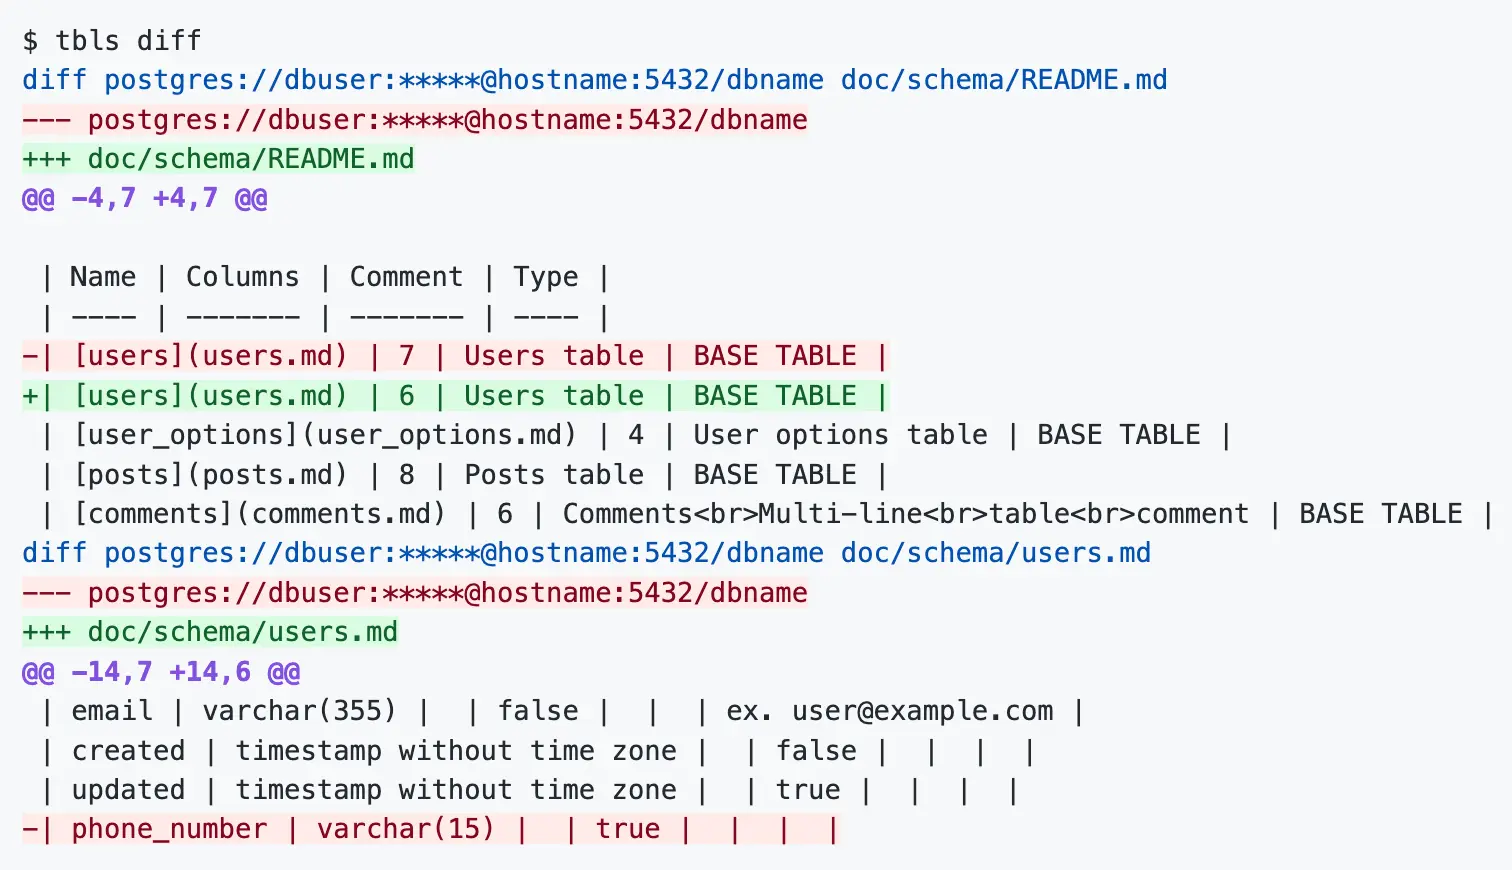 $ tbls diff
diff postgres://dbuser:*****@hostname:5432/dbname doc/schema/README.md
--- postgres://dbuser:*****@hostname:5432/dbname
+++ doc/schema/README.md
@@ -4,7 +4,7 @@
| Name | Columns | Comment | Type |
| ---- | ------- | ------- | ---- |
-| [users](users.md) | 7 | Users table | BASE TABLE |
+| [users](users.md) | 6 | Users table | BASE TABLE |
| [user_options](user_options.md) | 4 | User options table | BASE TABLE |
| [posts](posts.md) | 8 | Posts table | BASE TABLE |
| [comments](comments.md) | 6 | Comments<br>Multi-line<br>table<br>comment | BASE TABLE |
diff postgres://dbuser:*****@hostname:5432/dbname doc/schema/users.md
--- postgres://dbuser:*****@hostname:5432/dbname
+++ doc/schema/users.md
@@ -14,7 +14,6 @@
| email | varchar(355) |  | false |  |  | ex. user@example.com |
| created | timestamp without time zone |  | false |  |  |  |
| updated | timestamp without time zone |  | true |  |  |  |
-| phone_number | varchar(15) |  | true |  |  |  |